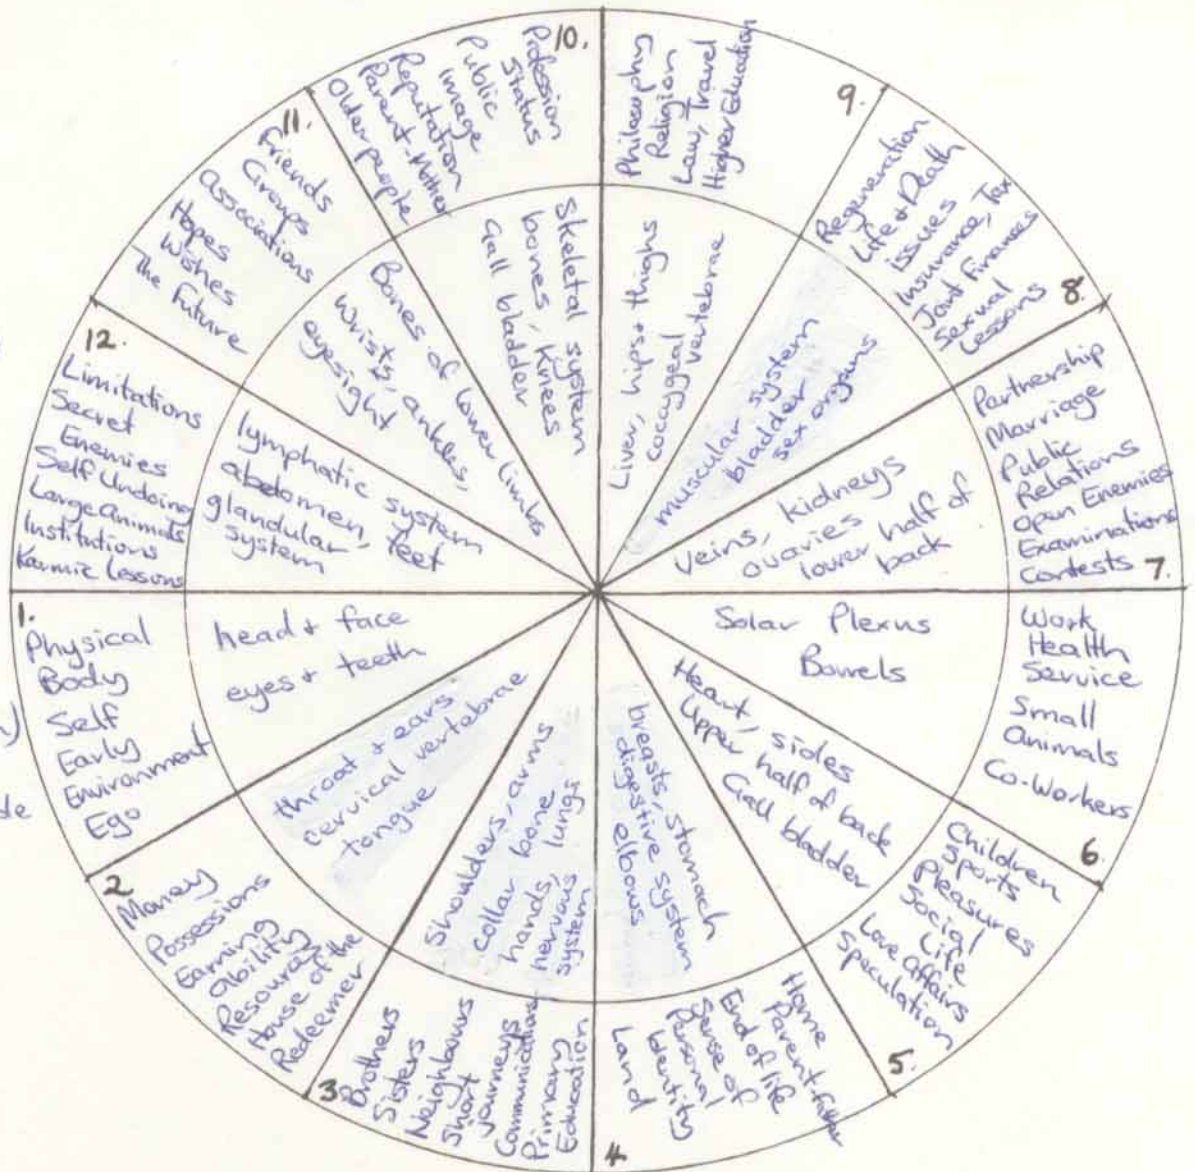 1.
Physical
Body
Self
Early
Environment
Ego
head + face
eyes + teeth
2
Money
Possessions
Earning
ability
Resources
House of the
Redeemer
throat + ears
cervical vertebrae
tongue
3
Brothers
Sisters
Neighbours
Short
journeys
Communications
Primary
Education
Shoulders, arms
collar bone
hands, lungs
nervous
system
4.
Home
Parent-Father
End of life
Sense of
Personal
Identity
Land
breasts, stomach
digestive system
elbows
5.
Children
Sports
Pleasures
Social
Life
Love Affairs
Speculation
Heart, sides
Upper half of back
Gall bladder
6.
Work
Health
Service
Small
animals
Co-Workers
Solar Plexus
Bowels
7.
Partnership
Marriage
Public
Relations
Open Enemies
Examinations
Contests
Veins, kidneys
ovaries
lower half of
back
8.
Regeneration
Life + Death
issues
Insurance, Tax
Joint Finances
Sexual
Lessons
muscular system
bladder
sex organs
9.
Philosophy
Religion
Law, Travel
Higher Education
Liver, hips + thighs
coccygeal
vertebrae
10.
Profession
Status
Public
image
Reputation
Parent-Mother
Older people
Skeletal system
bones, knees
Gall bladder
11.
Friends
Groups
Associations
Hopes
Wishes
The Future
Bones of lower limbs
Wrists, ankles,
eyesight
12.
Limitations
Secret
Enemies
Self Undoing
Large Animals
Institutions
Karmic Lessons
lymphatic system
abdomen, feet
glandular
system